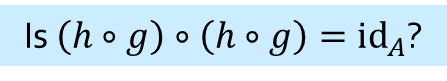 Is (h ∘ g) ∘ (h ∘ g) = id_A?